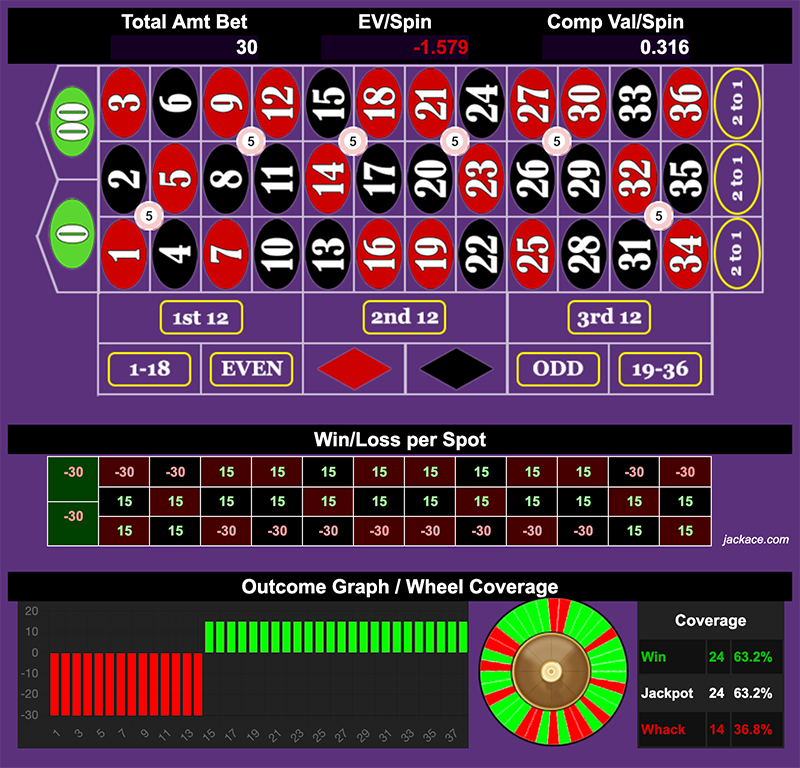 Total Amt Bet EV/Spin Comp Val/Spin
30 -1.579 0.316
00 3 6 9 12 15 18 21 24 27 30 33 36 2 to 1
5 5 5 5
2 5 8 11 14 17 20 23 26 29 32 35 2 to 1
5 5
0 1 4 7 10 13 16 19 22 25 28 31 34 2 to 1
1st 12 2nd 12 3rd 12
1-18 EVEN ODD 19-36
Win/Loss per Spot
-30 -30 -30 15 15 15 15 15 15 15 15 -30 -30
15 15 15 15 15 15 15 15 15 15 15 15
-30 15 15 -30 -30 -30 -30 -30 -30 -30 -30 15 15
jackace.com
Outcome Graph / Wheel Coverage
20
10
0
-10
-20
-30
1 3 5 7 9 11 13 15 17 19 21 23 25 27 29 31 33 35 37
Coverage
Win 24 63.2%
Jackpot 24 63.2%
Whack 14 36.8%